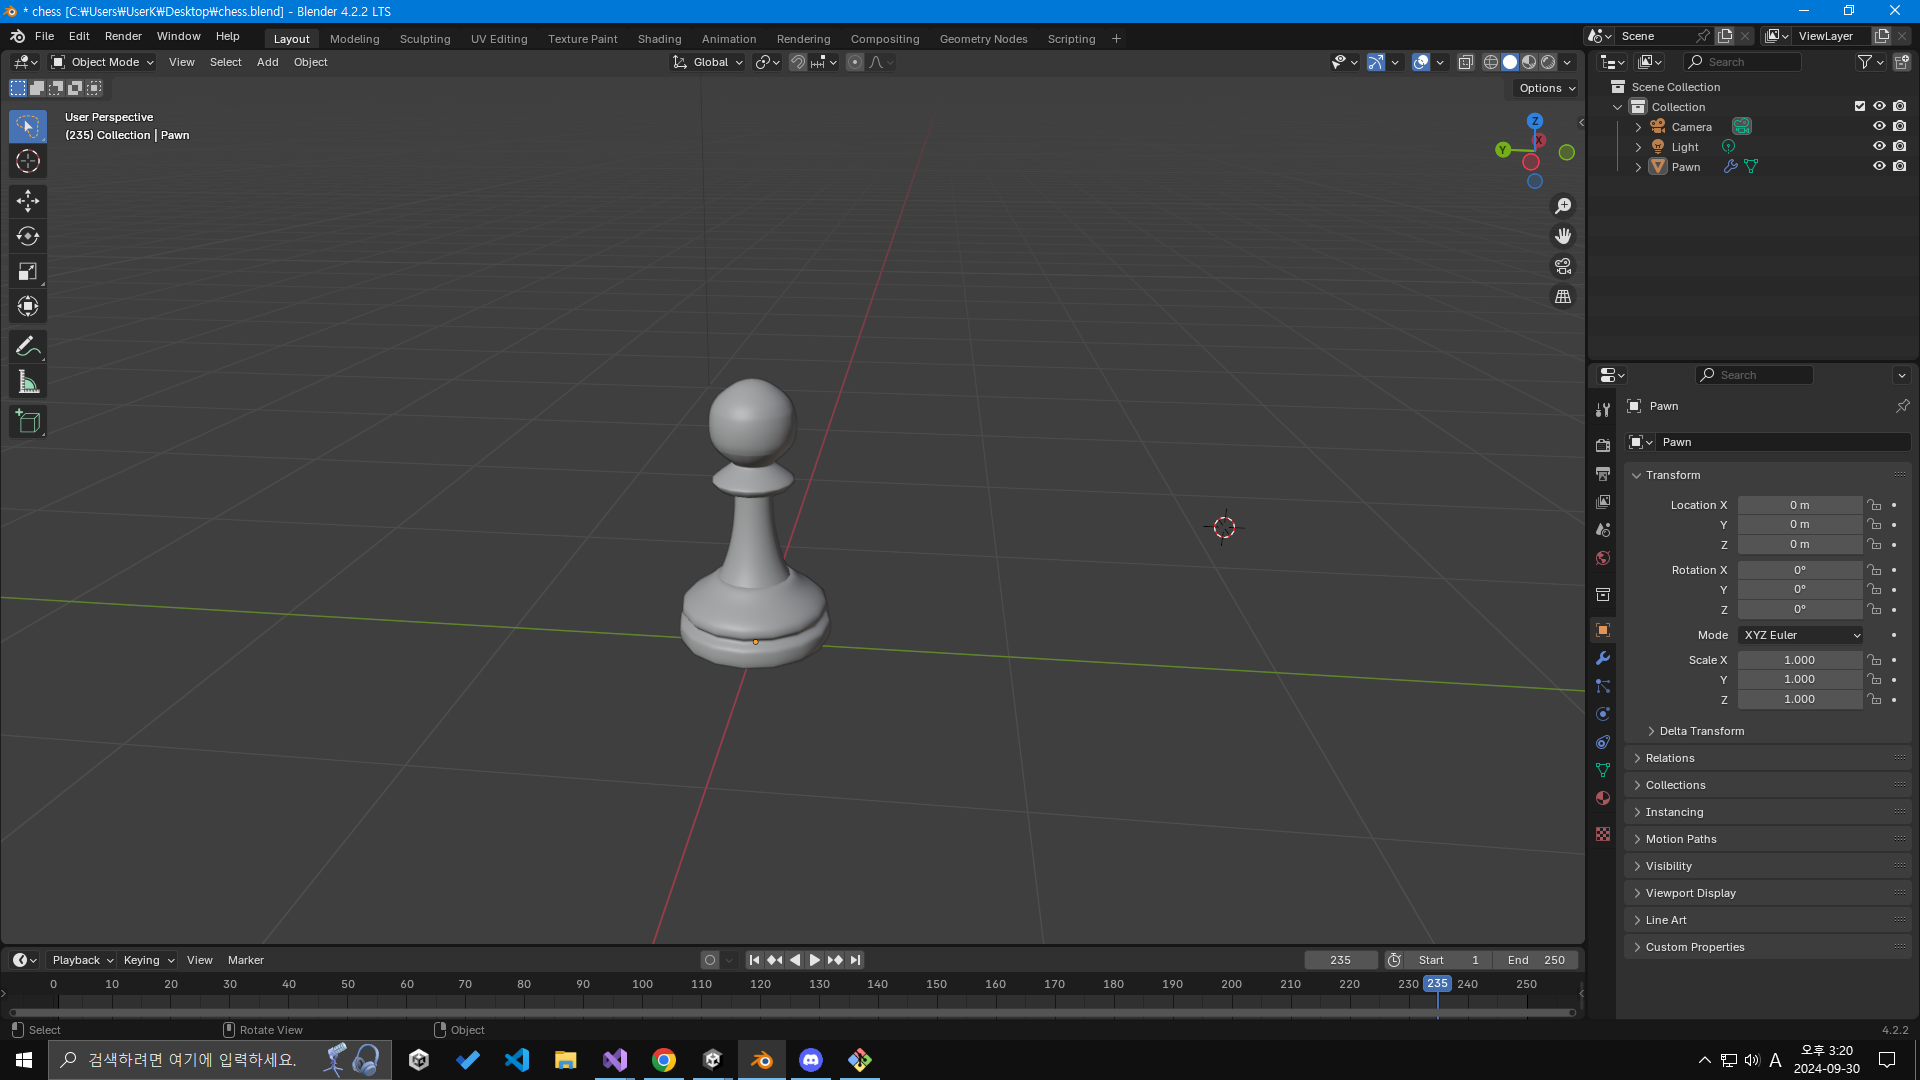 * chess [C:￦Users￦UserK￦Desktop￦chess.blend] - Blender 4.2.2 LTS
File Edit Render Window Help Layout Modeling Sculpting UV Editing Texture Paint Shading Animation Rendering Compositing Geometry Nodes Scripting + Scene ViewLayer
Object Mode View Select Add Object Global Search
Options
User Perspective
(235) Collection | Pawn
Z
X
Y
Scene Collection
Collection
Camera
Light
Pawn
Search
Pawn
Pawn
Transform
Location X 0 m
Y 0 m
Z 0 m
Rotation X 0°
Y 0°
Z 0°
Mode XYZ Euler
Scale X 1.000
Y 1.000
Z 1.000
Delta Transform
Relations
Collections
Instancing
Motion Paths
Visibility
Viewport Display
Line Art
Custom Properties
Playback Keying View Marker 235 Start 1 End 250
0 10 20 30 40 50 60 70 80 90 100 110 120 130 140 150 160 170 180 190 200 210 220 230 235 240 250
Select Rotate View Object 4.2.2
검색하려면 여기에 입력하세요. A 오후 3:20
2024-09-30